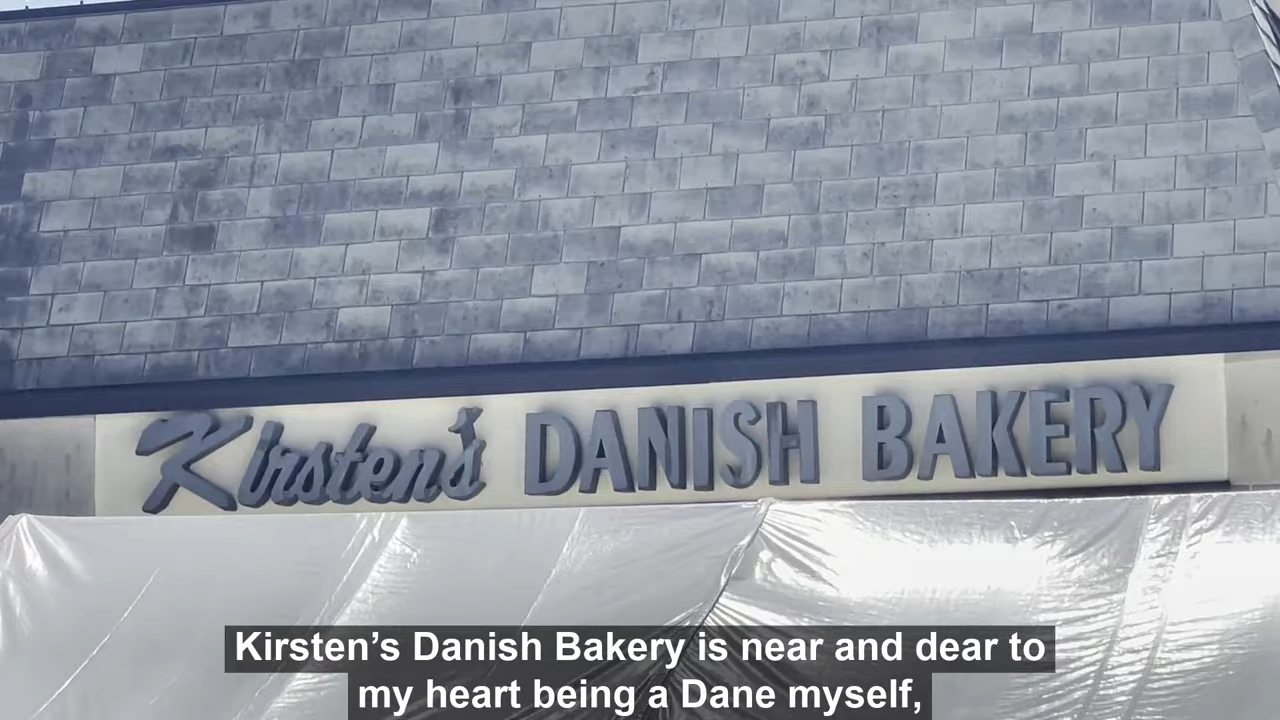 Kirsten's DANISH BAKERY
Kirsten’s Danish Bakery is near and dear to
my heart being a Dane myself,